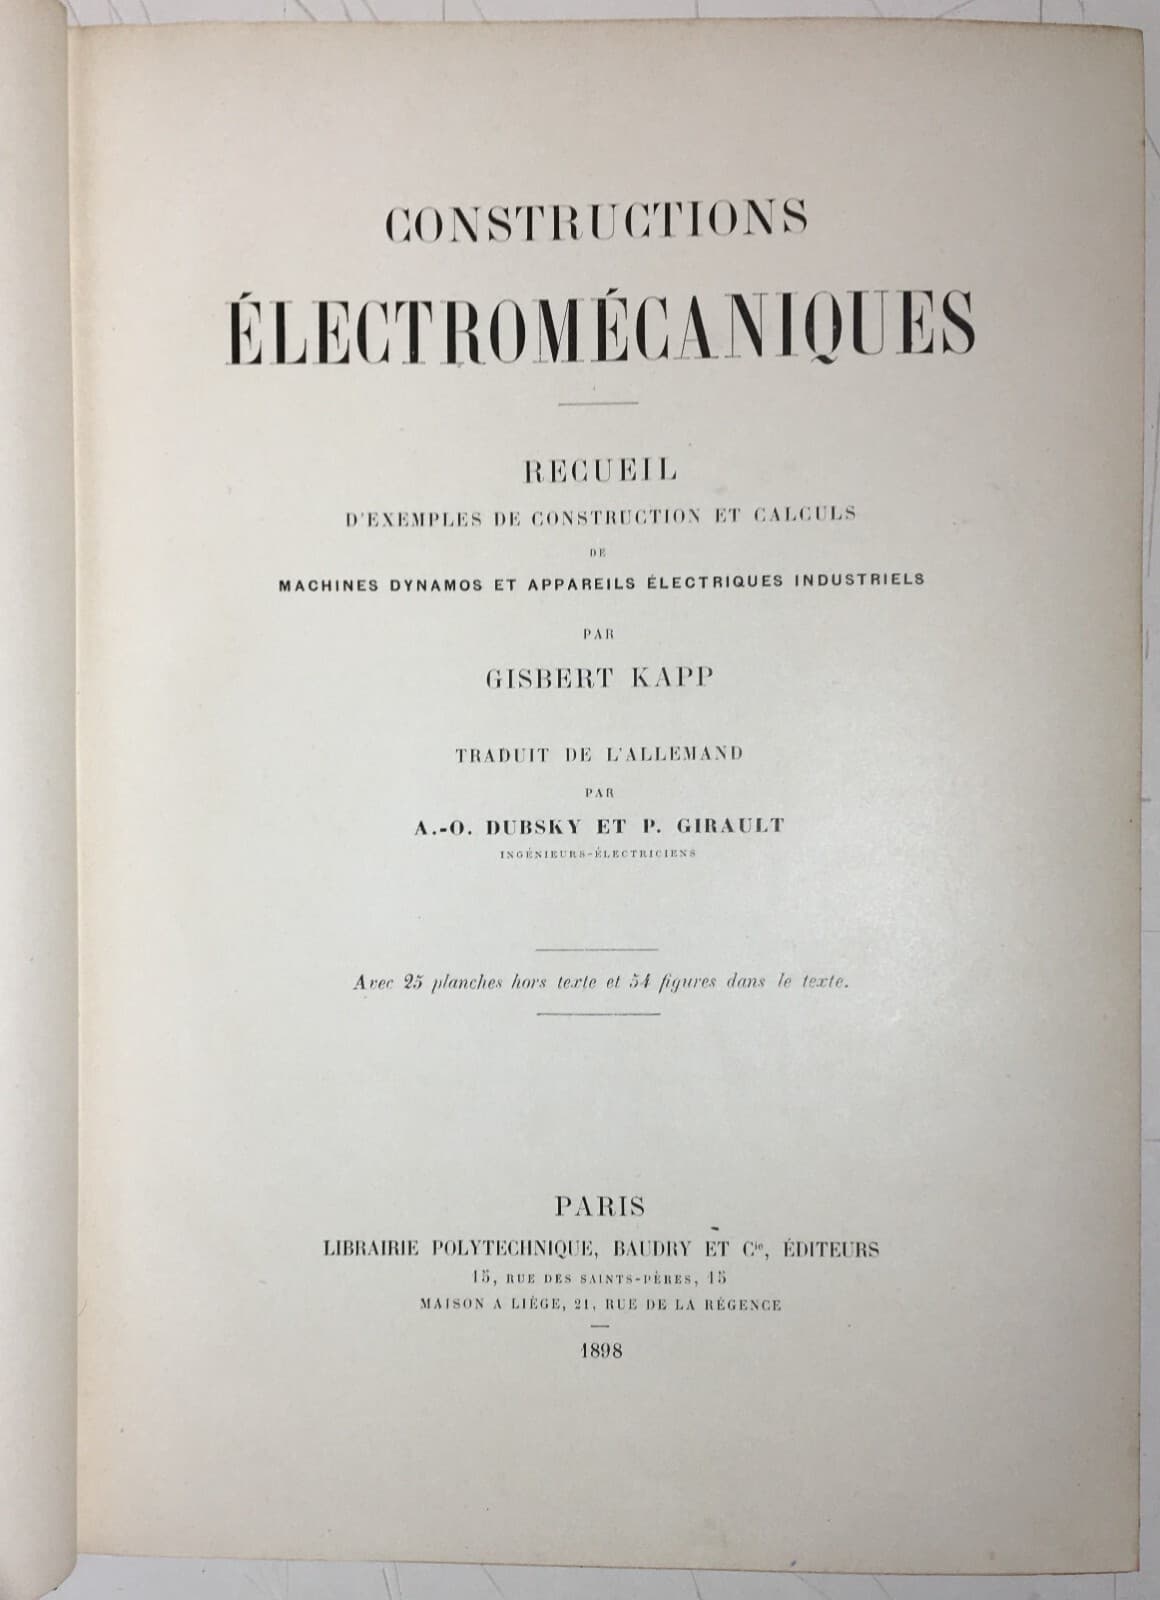 CONSTRUCTIONS
ÉLECTROMÉCANIQUES
RECUEIL
D'EXEMPLES DE CONSTRUCTION ET CALCULS
DE
MACHINES DYNAMOS ET APPAREILS ÉLECTRIQUES INDUSTRIELS
PAR
GISBERT KAPP
TRADUIT DE L'ALLEMAND
PAR
A.-O. DUBSKY ET P. GIRAULT
INGÉNIEURS-ÉLECTRICIENS
Avec 25 planches hors texte et 54 figures dans le texte.
PARIS
LIBRAIRIE POLYTECHNIQUE, BAUDRY ET Cie, ÉDITEURS
15, RUE DES SAINTS-PÈRES, 15
MAISON A LIÈGE, 21, RUE DE LA RÉGENCE
1898